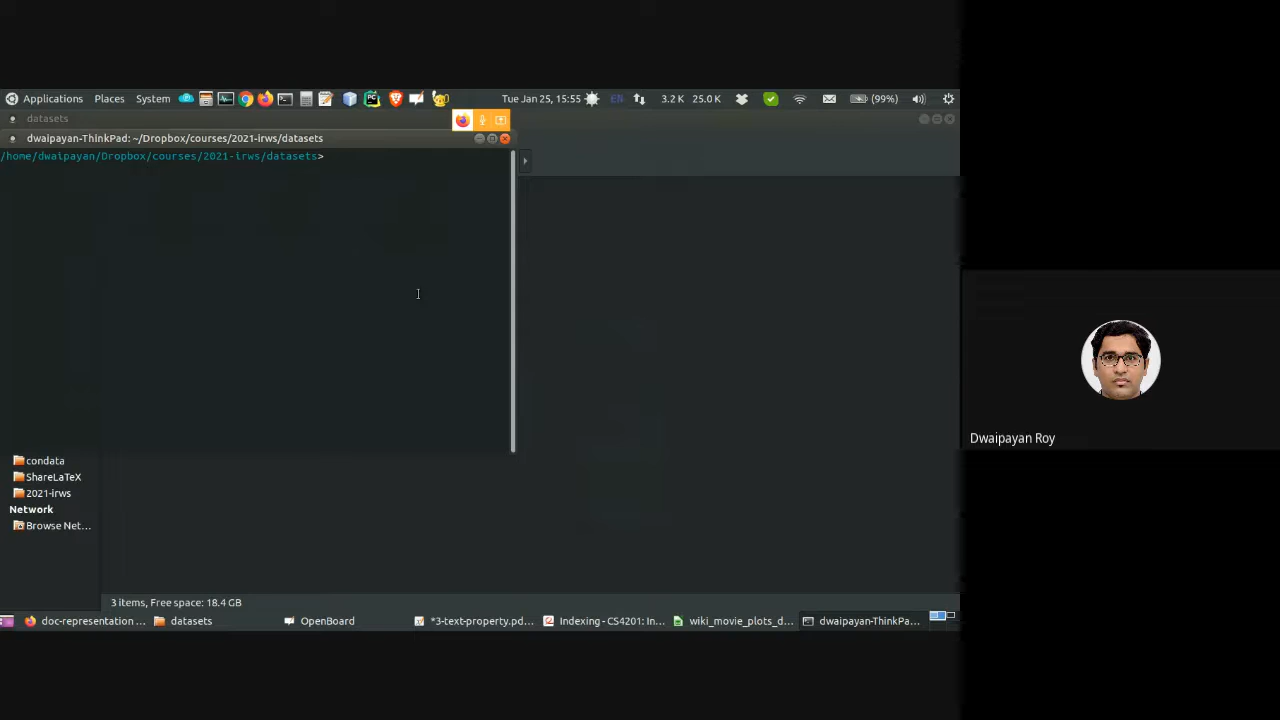 Applications Places System Tue Jan 25, 15:55 EN 3.2 K 25.0 K (99%)
datasets
dwaipayan-ThinkPad: ~/Dropbox/courses/2021-irws/datasets
/home/dwaipayan/Dropbox/courses/2021-irws/datasets>
Dwaipayan Roy
condata
ShareLaTeX
2021-irws
Network
Browse Net...
3 items, Free space: 18.4 GB
doc-representation ... datasets OpenBoard *3-text-property.pd... Indexing - CS4201: In... wiki_movie_plots_d... dwaipayan-ThinkPa...